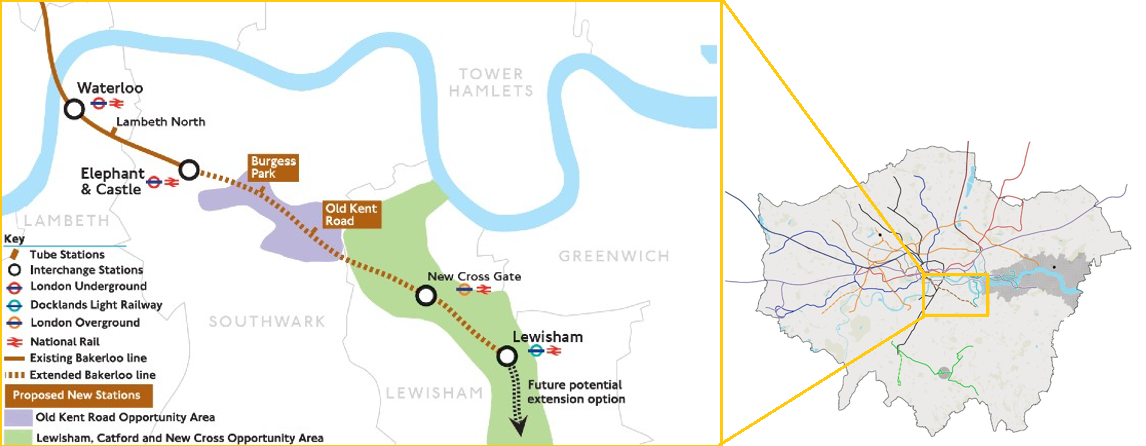 TOWER
HAMLETS
Waterloo
Lambeth North
Elephant
& Castle
Burgess
Park
Old Kent
Road
LAMBETH
GREENWICH
New Cross Gate
SOUTHWARK
Lewisham
LEWISHAM
Future potential
extension option
Key
Tube Stations
Interchange Stations
London Underground
Docklands Light Railway
London Overground
National Rail
Existing Bakerloo line
Extended Bakerloo line
Proposed New Stations
Old Kent Road Opportunity Area
Lewisham, Catford and New Cross Opportunity Area